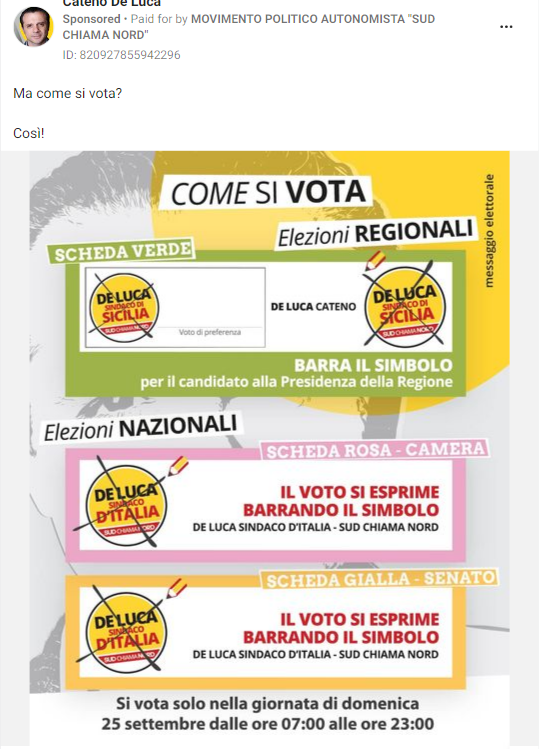 Cateno De Luca
Sponsored • Paid for by MOVIMENTO POLITICO AUTONOMISTA "SUD
CHIAMA NORD"
ID: 820927855942296
Ma come si vota?
Così!
COME SI VOTA
messaggio elettorale
Elezioni REGIONALI
SCHEDA VERDE
DE LUCA
SINDACO DI
SICILIA
SUD CHIAMA NORD
Voto di preferenza
DE LUCA CATENO
DE LUCA
SINDACO DI
SICILIA
SUD CHIAMA NORD
BARRA IL SIMBOLO
per il candidato alla Presidenza della Regione
Elezioni NAZIONALI
SCHEDA ROSA - CAMERA
DE LUCA
SINDACO
D'ITALIA
SUD CHIAMA NORD
IL VOTO SI ESPRIME
BARRANDO IL SIMBOLO
DE LUCA SINDACO D'ITALIA - SUD CHIAMA NORD
SCHEDA GIALLA - SENATO
DE LUCA
SINDACO
D'ITALIA
SUD CHIAMA NORD
IL VOTO SI ESPRIME
BARRANDO IL SIMBOLO
DE LUCA SINDACO D'ITALIA - SUD CHIAMA NORD
Si vota solo nella giornata di domenica
25 settembre dalle ore 07:00 alle ore 23:00